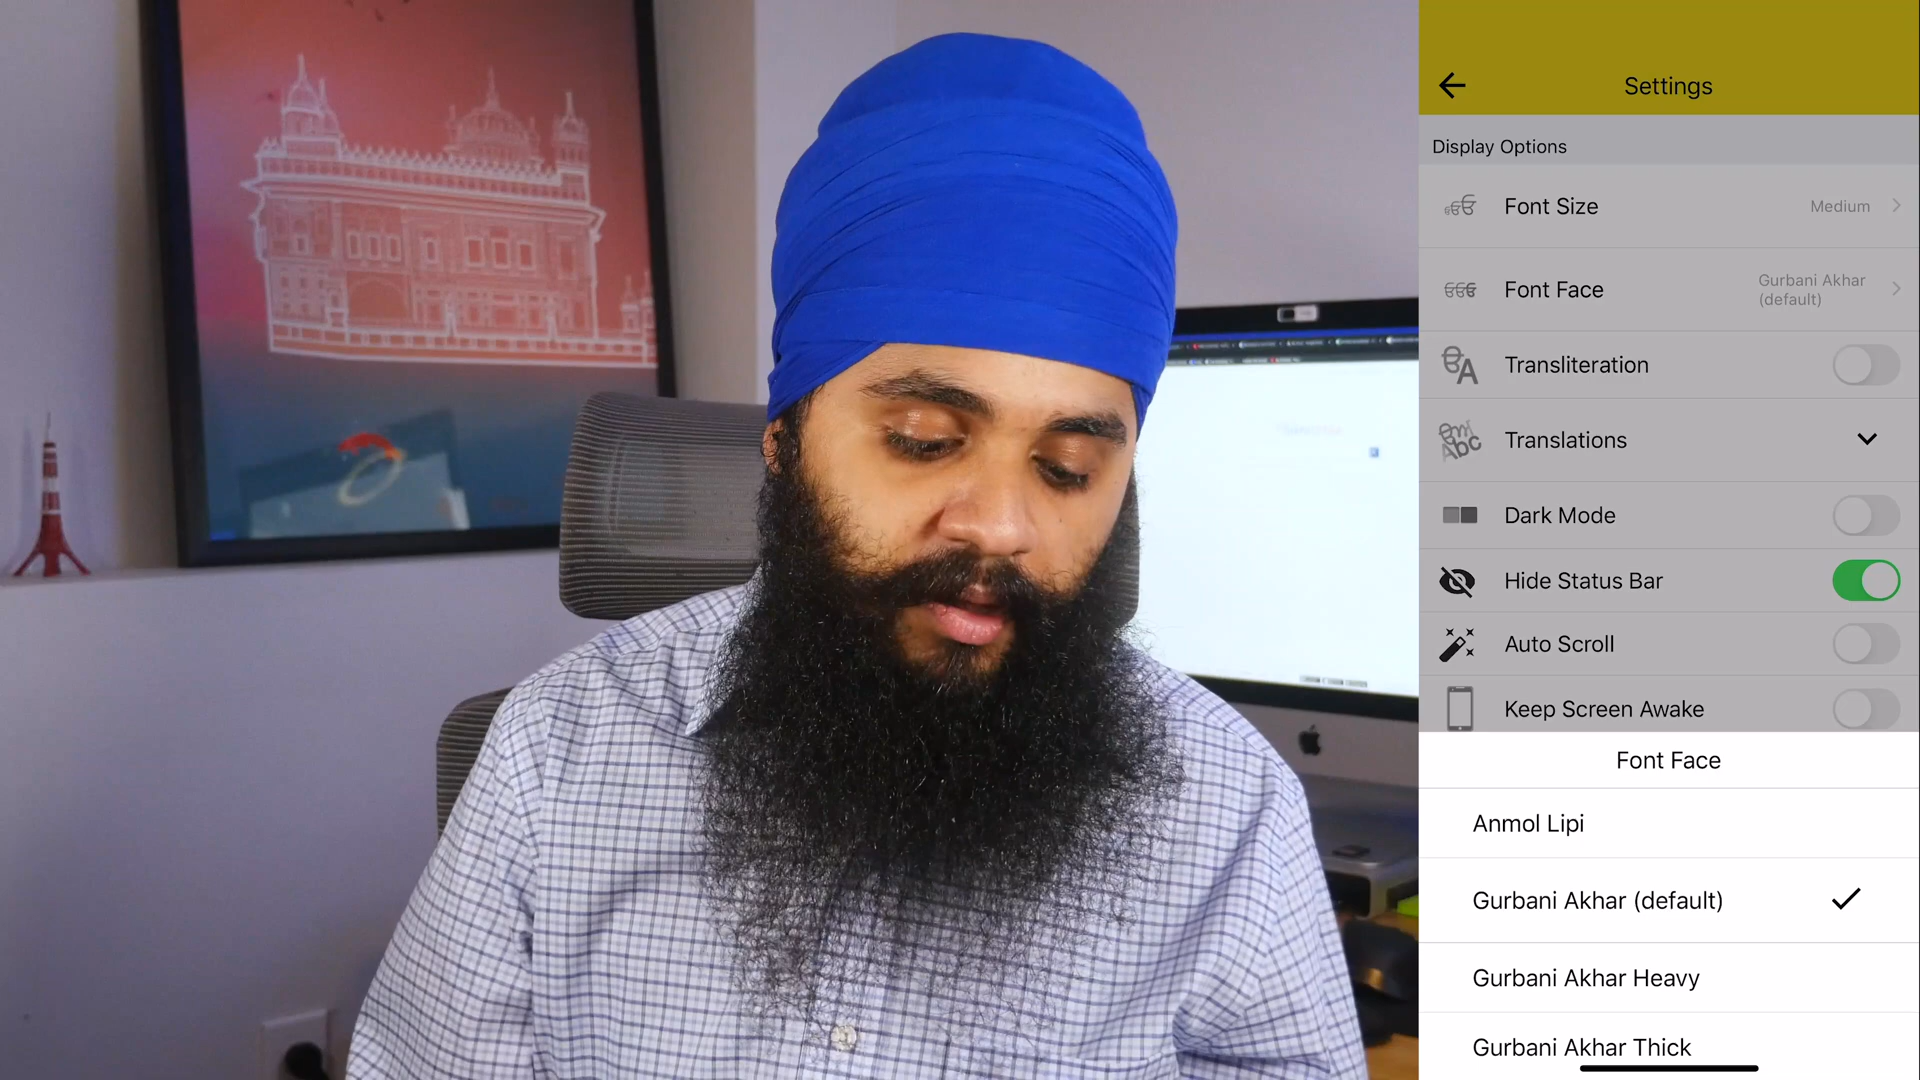 Settings
Display Options
Font Size
Medium
Font Face
Gurbani Akhar
(default)
Transliteration
Translations
Dark Mode
Hide Status Bar
Auto Scroll
Keep Screen Awake
Font Face
Anmol Lipi
Gurbani Akhar (default)
Gurbani Akhar Heavy
Gurbani Akhar Thick